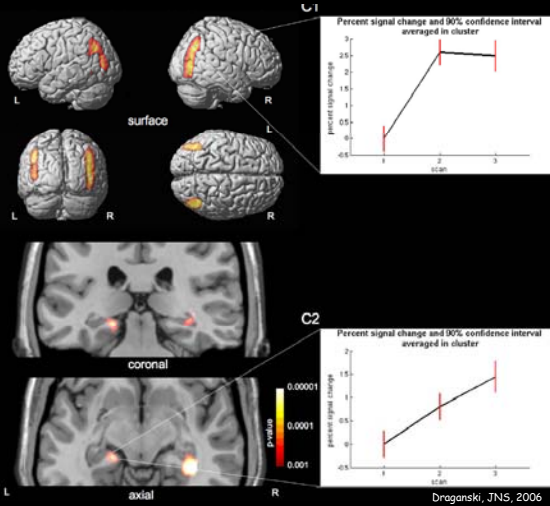 C1
Percent signal change and 90% confidence interval
averaged in cluster
percent signal change
3
2.5
2
1.5
1
0.5
0
-0.5
1 2 3
scan
L R
surface
L
L R R
C2
Percent signal change and 90% confidence interval
averaged in cluster
percent signal change
2
1.5
1
0.5
0
-0.5
1 2 3
scan
coronal
0.00001
p-value
0.001
L axial R
Draganski, JNS, 2006